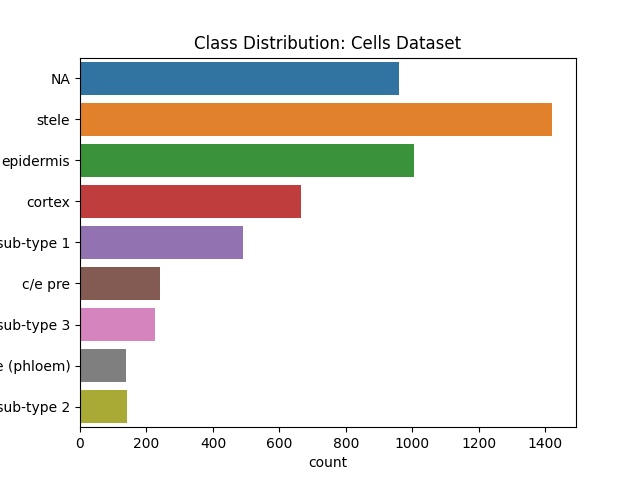 Class Distribution: Cells Dataset
NA
stele
epidermis
cortex
sub-type 1
c/e pre
sub-type 3
(phloem)
sub-type 2
0 200 400 600 800 1000 1200 1400
count